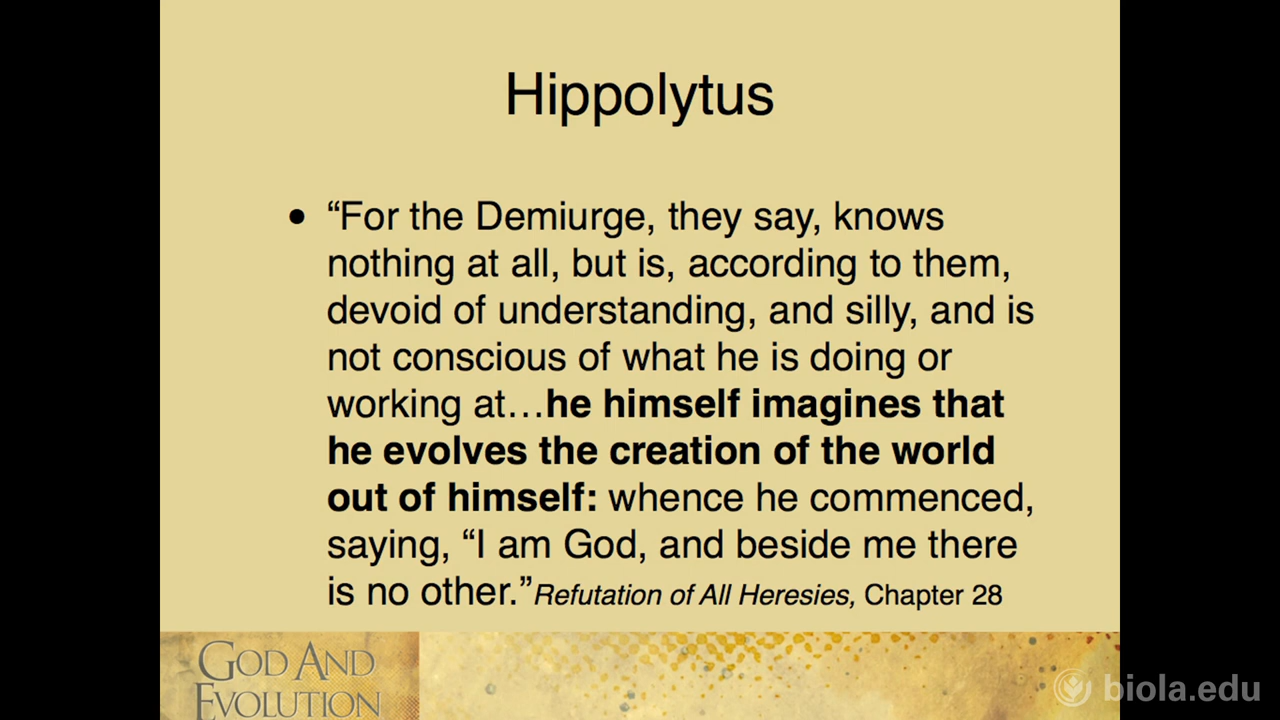 Hippolytus
• “For the Demiurge, they say, knows
nothing at all, but is, according to them,
devoid of understanding, and silly, and is
not conscious of what he is doing or
working at…he himself imagines that
he evolves the creation of the world
out of himself: whence he commenced,
saying, “I am God, and beside me there
is no other.”Refutation of All Heresies, Chapter 28
GOD AND
EVOLUTION
biola.edu